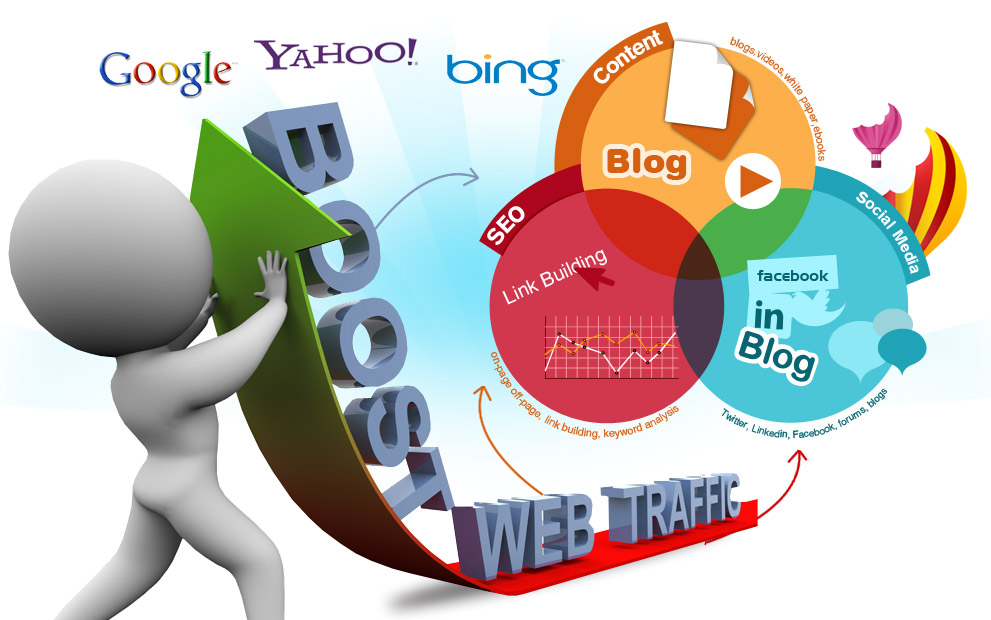 Google
YAHOO!
bing
BOOST
WEB TRAFFIC
Content
blogs,videos,white paper,ebooks
Blog
SEO
Link Building
on-page off-page, link building, keyword analysis
Social Media
facebook
in
Blog
Twitter, Linkedin, Facebook, forums, blogs